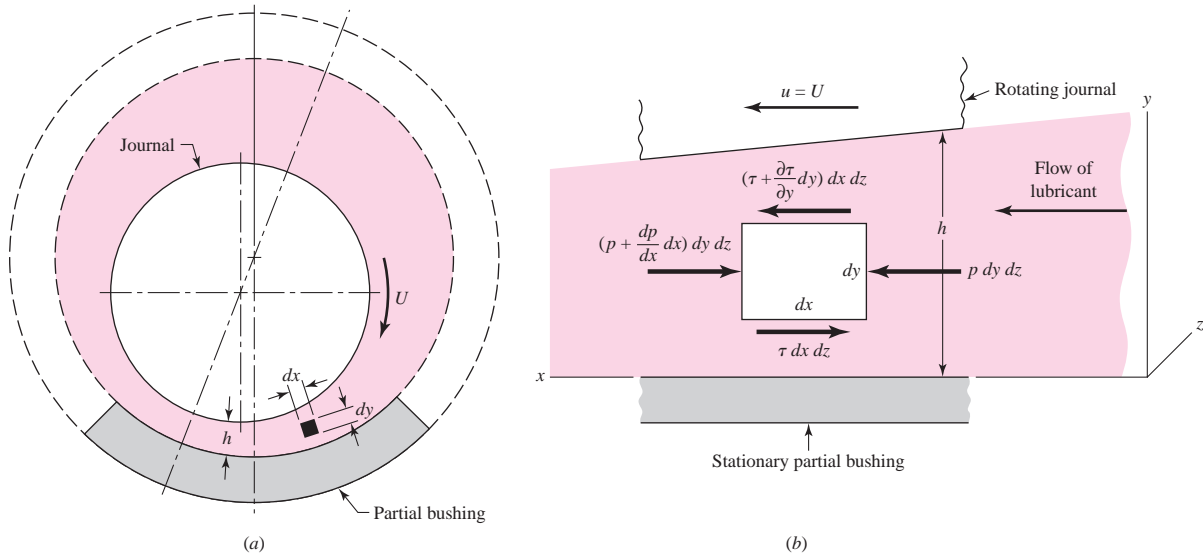 Journal
U
dx
dy
h
Partial bushing
(a)
u = U
Rotating journal
y
(τ + ∂τ/∂y dy) dx dz
Flow of
lubricant
h
(p + dp/dx dx) dy dz
dy
p dy dz
dx
z
τ dx dz
x
Stationary partial bushing
(b)